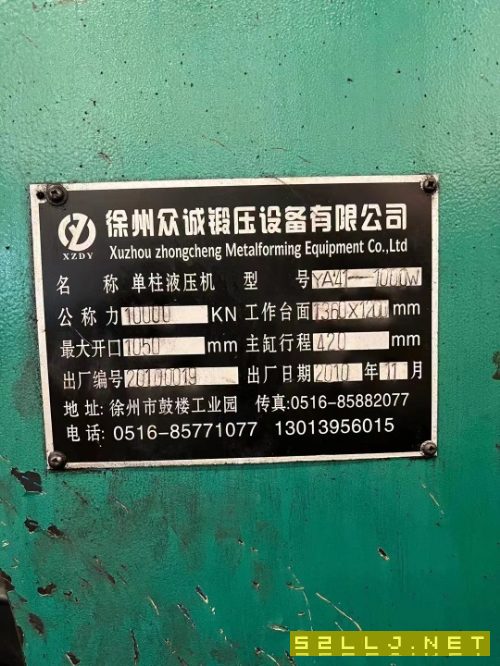 XZDY
徐州众诚锻压设备有限公司
Xuzhou zhongcheng Metalforming Equipment Co.,Ltd
名 称 单柱液压机 型 号 YA41-1000W
公称力 10000 KN 工作台面 1360X1200 mm
最大开口 1050 mm 主缸行程 420 mm
出厂编号 20100019 出厂日期 2010 年 11 月
地址: 徐州市鼓楼工业园 传真:0516-85882077
电话: 0516-85771077 13013956015
52LLJ.NET